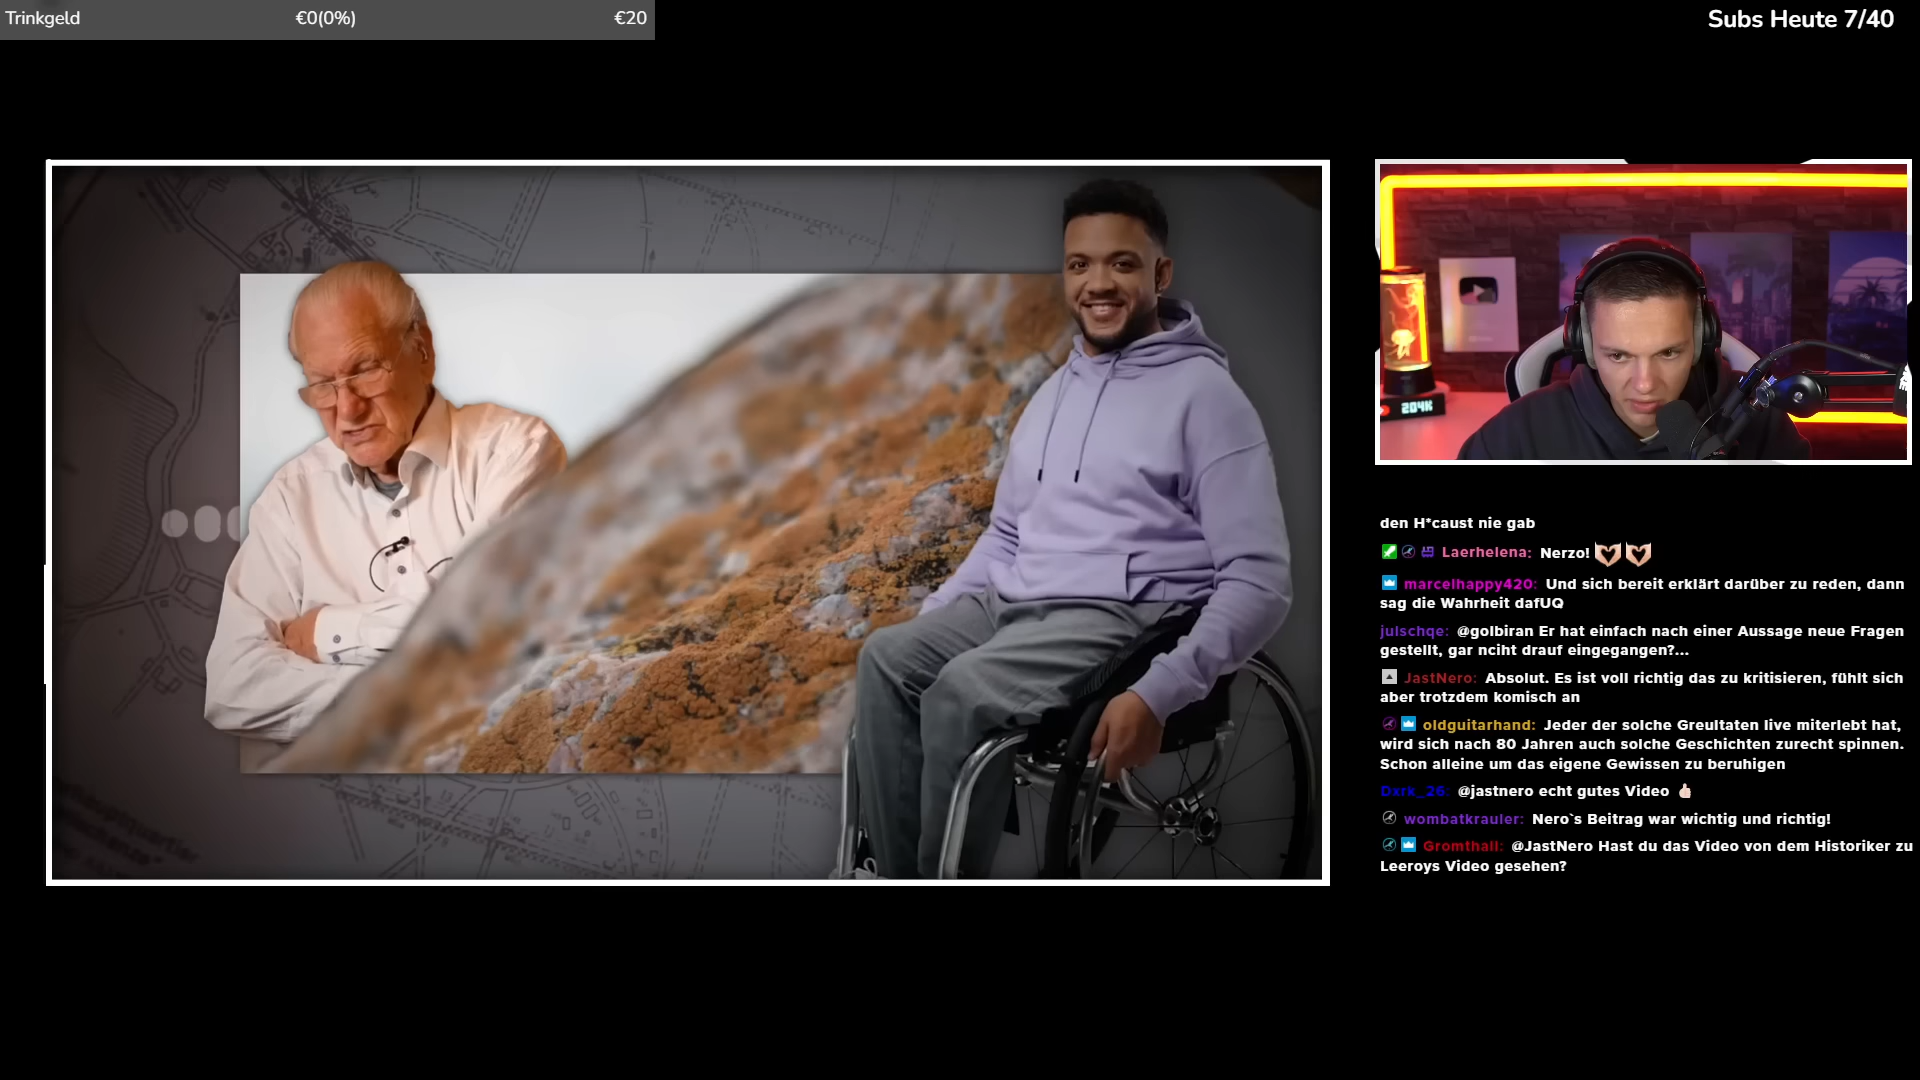 Trinkgeld €0(0%) €20
Subs Heute 7/40
204K
den H*caust nie gab
Laerhelena: Nerzo!
marcelhappy420: Und sich bereit erklärt darüber zu reden, dann
sag die Wahrheit dafUQ
julschqe: @golbiran Er hat einfach nach einer Aussage neue Fragen
gestellt, gar nciht drauf eingegangen?...
JastNero: Absolut. Es ist voll richtig das zu kritisieren, fühlt sich
aber trotzdem komisch an
oldguitarhand: Jeder der solche Greultaten live miterlebt hat,
wird sich nach 80 Jahren auch solche Geschichten zurecht spinnen.
Schon alleine um das eigene Gewissen zu beruhigen
Dxrk_26: @jastnero echt gutes Video
wombatkrauler: Nero`s Beitrag war wichtig und richtig!
Gromthall: @JastNero Hast du das Video von dem Historiker zu
Leeroys Video gesehen?